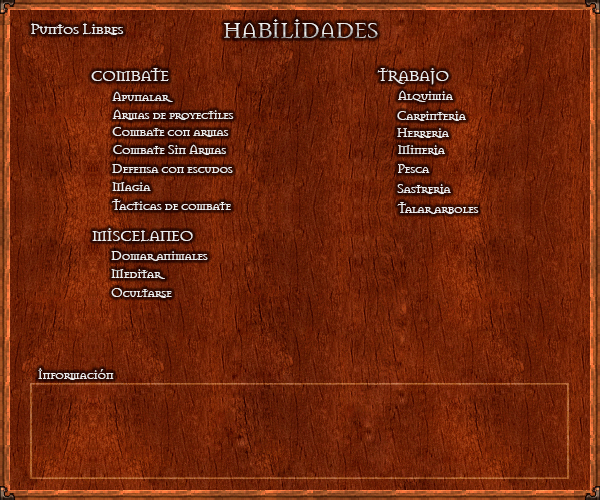 Puntos Libres
HABILIDADES
COMBATE
Apuñalar
Armas de proyectiles
Combate con armas
Combate Sin Armas
Defensa con escudos
Magia
Tacticas de combate
MISCELANEO
Domar animales
Meditar
Ocultarse
TRABAJO
Alquimia
Carpinteria
Herreria
Mineria
Pesca
Sastreria
Talar arboles
Información